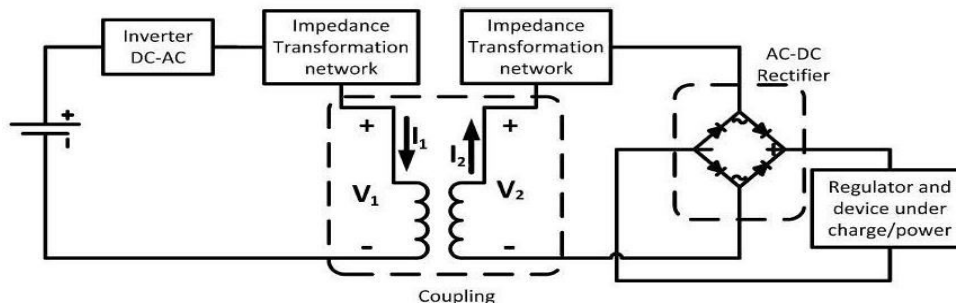 Inverter
DC-AC
Impedance
Transformation
network
Impedance
Transformation
network
AC-DC
Rectifier
+
-
+
I1
I2
+
V1
V2
-
-
~
-
+
~
Regulator and
device under
charge/power
Coupling